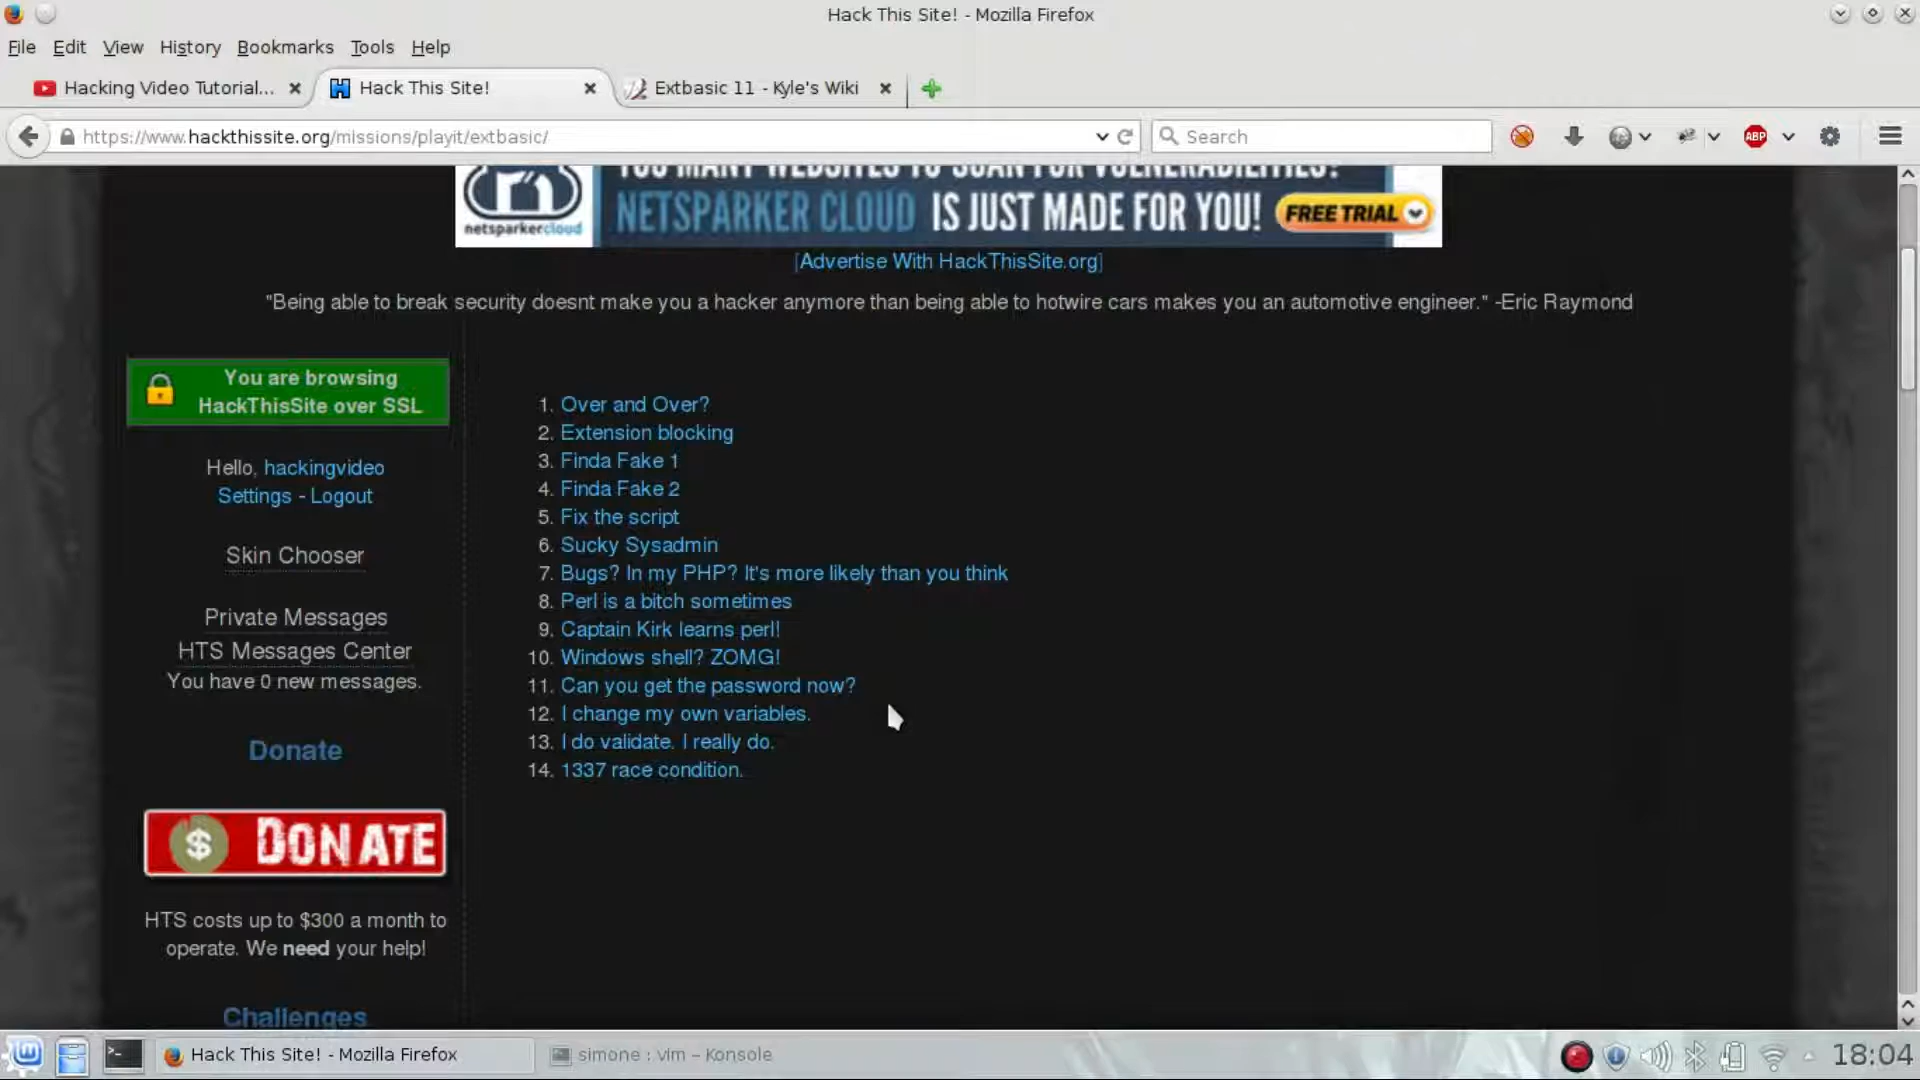 Hack This Site! - Mozilla Firefox
File Edit View History Bookmarks Tools Help
Hacking Video Tutorial... Hack This Site! Extbasic 11 - Kyle's Wiki
https://www.hackthissite.org/missions/playit/extbasic/ Search ABP
TOO MANY WEBSITES TO SCAN FOR VULNERABILITIES?
NETSPARKER CLOUD IS JUST MADE FOR YOU! FREE TRIAL
netsparkercloud
[Advertise With HackThisSite.org]
"Being able to break security doesnt make you a hacker anymore than being able to hotwire cars makes you an automotive engineer." -Eric Raymond
You are browsing
HackThisSite over SSL
Hello, hackingvideo
Settings - Logout
Skin Chooser
Private Messages
HTS Messages Center
You have 0 new messages.
Donate
$ DONATE
HTS costs up to $300 a month to
operate. We need your help!
Challenges
1. Over and Over?
2. Extension blocking
3. Finda Fake 1
4. Finda Fake 2
5. Fix the script
6. Sucky Sysadmin
7. Bugs? In my PHP? It's more likely than you think
8. Perl is a bitch sometimes
9. Captain Kirk learns perl!
10. Windows shell? ZOMG!
11. Can you get the password now?
12. I change my own variables.
13. I do validate. I really do.
14. 1337 race condition.
Hack This Site! - Mozilla Firefox simone : vim – Konsole 18:04